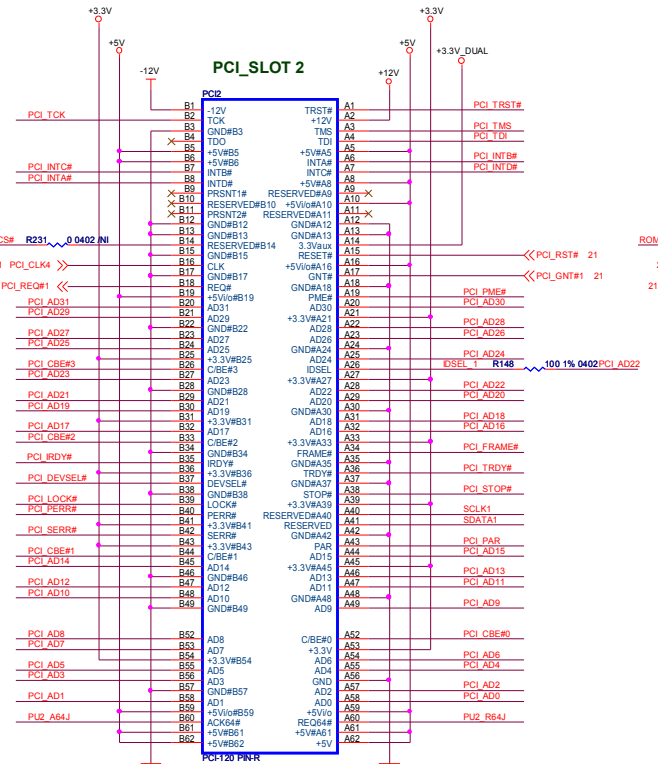 +3.3V +3.3V
+5V +5V
+3.3V_DUAL
-12V PCI_SLOT 2 +12V
PCI2
B1 -12V TRST# A1 PCI_TRST#
PCI_TCK B2 TCK +12V A2
B3 GND#B3 TMS A3 PCI_TMS
B4 TDO TDI A4 PCI_TDI
B5 +5V#B5 +5V#A5 A5
B6 +5V#B6 INTA# A6 PCI_INTB#
PCI_INTC# B7 INTB# INTC# A7 PCI_INTD#
PCI_INTA# B8 INTD# +5V#A8 A8
B9 PRSNT1# RESERVED#A9 A9
B10 RESERVED#B10 +5Vi/o#A10 A10
B11 PRSNT2# RESERVED#A11 A11
B12 GND#B12 GND#A12 A12
B13 GND#B13 GND#A13 A13
CS# R231 0 0402 /NI B14 RESERVED#B14 3.3Vaux A14 ROM
B15 GND#B15 RESET# A15 PCI_RST# 21
PCI_CLK4 B16 CLK +5Vi/o#A16 A16
B17 GND#B17 GNT# A17 PCI_GNT#1 21
PCI_REQ#1 B18 REQ# GND#A18 A18 21
B19 +5Vi/o#B19 PME# A19 PCI_PME#
PCI_AD31 B20 AD31 AD30 A20 PCI_AD30
PCI_AD29 B21 AD29 +3.3V#A21 A21
B22 GND#B22 AD28 A22 PCI_AD28
PCI_AD27 B23 AD27 AD26 A23 PCI_AD26
PCI_AD25 B24 AD25 GND#A24 A24
B25 +3.3V#B25 AD24 A25 PCI_AD24
PCI_CBE#3 B26 C/BE#3 IDSEL A26 IDSEL_1 R148 100 1% 0402 PCI_AD22
PCI_AD23 B27 AD23 +3.3V#A27 A27
B28 GND#B28 AD22 A28 PCI_AD22
PCI_AD21 B29 AD21 AD20 A29 PCI_AD20
PCI_AD19 B30 AD19 GND#A30 A30
B31 +3.3V#B31 AD18 A31 PCI_AD18
PCI_AD17 B32 AD17 AD16 A32 PCI_AD16
PCI_CBE#2 B33 C/BE#2 +3.3V#A33 A33
B34 GND#B34 FRAME# A34 PCI_FRAME#
PCI_IRDY# B35 IRDY# GND#A35 A35
B36 +3.3V#B36 TRDY# A36 PCI_TRDY#
PCI_DEVSEL# B37 DEVSEL# GND#A37 A37
B38 GND#B38 STOP# A38 PCI_STOP#
PCI_LOCK# B39 LOCK# +3.3V#A39 A39
PCI_PERR# B40 PERR# RESERVED#A40 A40 SCLK1
B41 +3.3V#B41 RESERVED A41 SDATA1
PCI_SERR# B42 SERR# GND#A42 A42
B43 +3.3V#B43 PAR A43 PCI_PAR
PCI_CBE#1 B44 C/BE#1 AD15 A44 PCI_AD15
PCI_AD14 B45 AD14 +3.3V#A45 A45
B46 GND#B46 AD13 A46 PCI_AD13
PCI_AD12 B47 AD12 AD11 A47 PCI_AD11
PCI_AD10 B48 AD10 GND#A48 A48
B49 GND#B49 AD9 A49 PCI_AD9
PCI_AD8 B52 AD8 C/BE#0 A52 PCI_CBE#0
PCI_AD7 B53 AD7 +3.3V A53
B54 +3.3V#B54 AD6 A54 PCI_AD6
PCI_AD5 B55 AD5 AD4 A55 PCI_AD4
PCI_AD3 B56 AD3 GND A56
B57 GND#B57 AD2 A57 PCI_AD2
PCI_AD1 B58 AD1 AD0 A58 PCI_AD0
B59 +5Vi/o#B59 +5Vi/o A59
PU2_A64J B60 ACK64# REQ64# A60 PU2_R64J
B61 +5V#B61 +5V#A61 A61
B62 +5V#B62 +5V A62
PCI-120 PIN-R